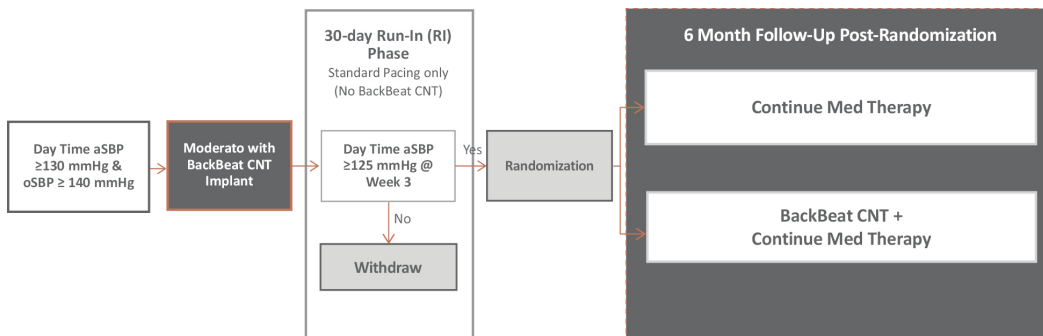 30-day Run-In (RI)
Phase
Standard Pacing only
(No BackBeat CNT)
6 Month Follow-Up Post-Randomization
Day Time aSBP
≥130 mmHg &
oSBP ≥ 140 mmHg
Moderato with
BackBeat CNT
Implant
Day Time aSBP
≥125 mmHg @
Week 3
Yes
No
Withdraw
Randomization
Continue Med Therapy
BackBeat CNT +
Continue Med Therapy